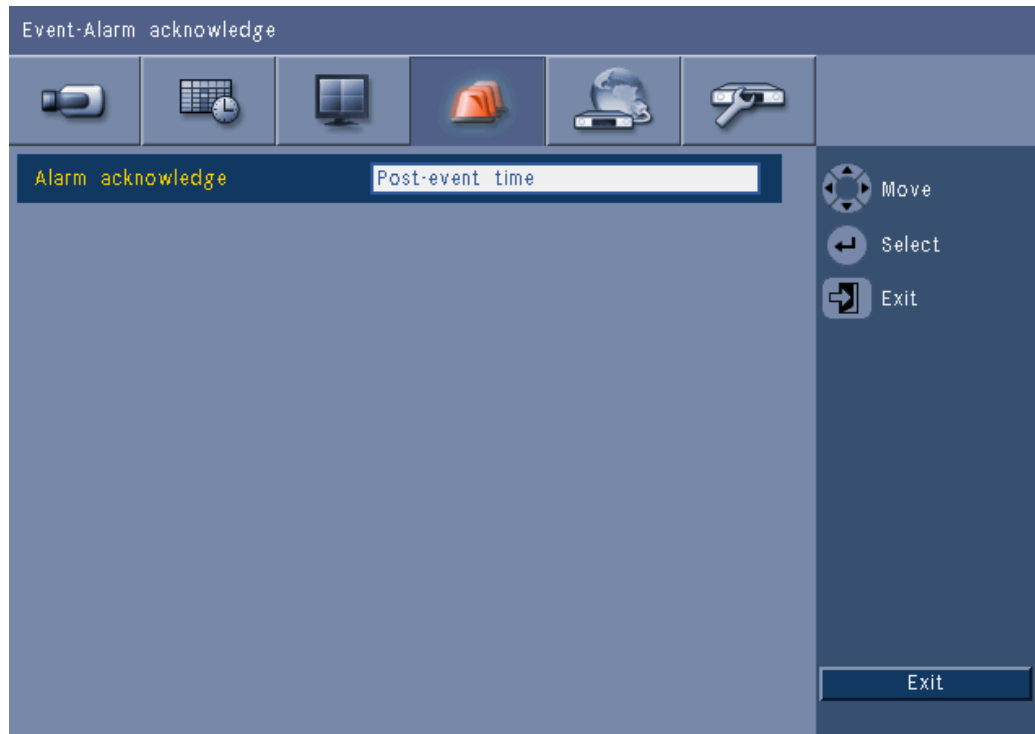 Event-Alarm acknowledge
Alarm acknowledge
Post-event time
Move
Select
Exit
Exit